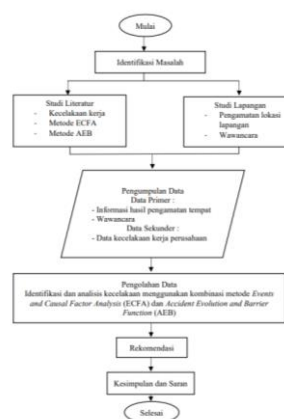 Mulai
Identifikasi Masalah
Studi Literatur
- Kecelakaan kerja
- Metode ECFA
- Metode AEB
Studi Lapangan
- Pengamatan lokasi
lapangan
- Wawancara
Pengumpulan Data
Data Primer :
- Informasi hasil pengamatan tempat
- Wawancara
Data Sekunder :
- Data kecelakaan kerja perusahaan
Pengolahan Data
Identifikasi dan analisis kecelakaan menggunakan kombinasi metode Events
and Causal Factor Analysis (ECFA) dan Accident Evolution and Barrier
Function (AEB)
Rekomendasi
Kesimpulan dan Saran
Selesai